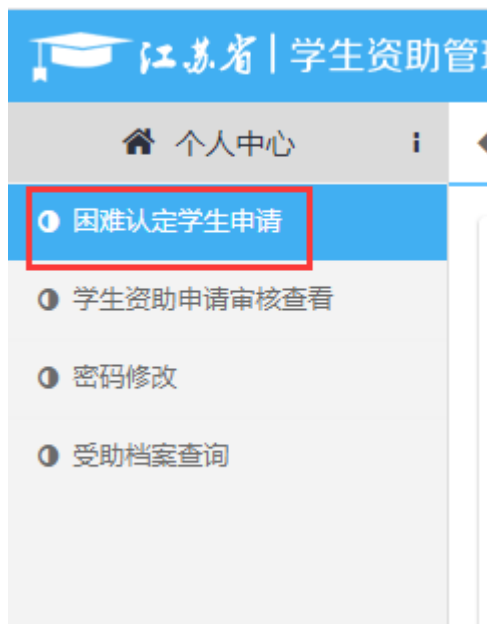 江苏省|学生资助管
个人中心
困难认定学生申请
学生资助申请审核查看
密码修改
受助档案查询